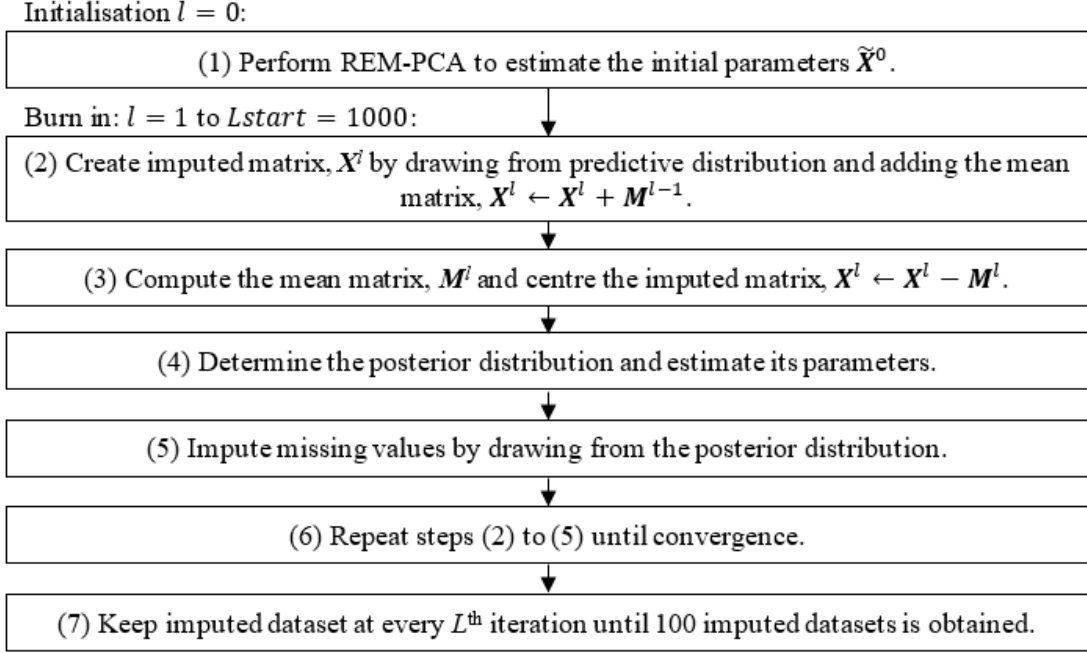 Initialisation l = 0:
(1) Perform REM-PCA to estimate the initial parameters X̃⁰.
Burn in: l = 1 to Lstart = 1000:
(2) Create imputed matrix, Xˡ by drawing from predictive distribution and adding the mean
matrix, Xˡ ← Xˡ + Mˡ⁻¹.
(3) Compute the mean matrix, Mˡ and centre the imputed matrix, Xˡ ← Xˡ − Mˡ.
(4) Determine the posterior distribution and estimate its parameters.
(5) Impute missing values by drawing from the posterior distribution.
(6) Repeat steps (2) to (5) until convergence.
(7) Keep imputed dataset at every Lᵗʰ iteration until 100 imputed datasets is obtained.